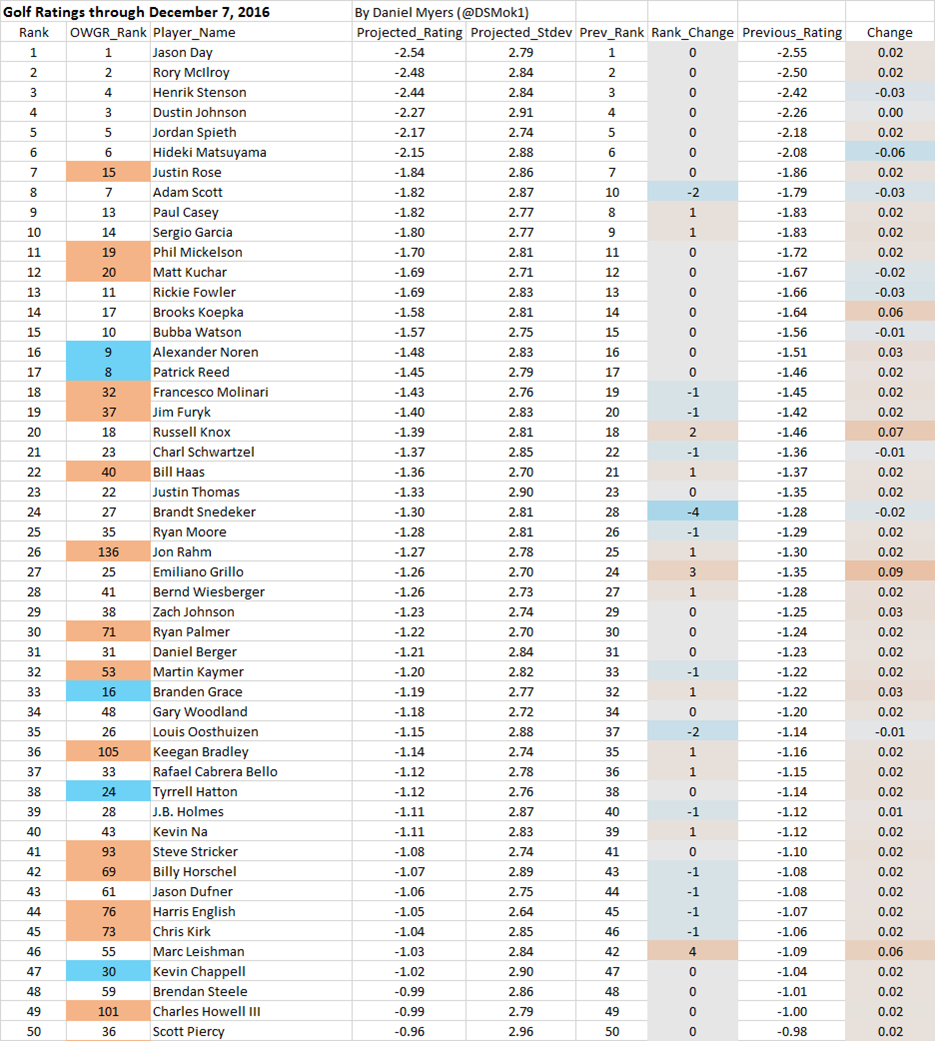 Golf Ratings through December 7, 2016 By Daniel Myers (@DSMok1)
Rank OWGR_Rank Player_Name Projected_Rating Projected_Stdev Prev_Rank Rank_Change Previous_Rating Change
1 1 Jason Day -2.54 2.79 1 0 -2.55 0.02
2 2 Rory McIlroy -2.48 2.84 2 0 -2.50 0.02
3 4 Henrik Stenson -2.44 2.84 3 0 -2.42 -0.03
4 3 Dustin Johnson -2.27 2.91 4 0 -2.26 0.00
5 5 Jordan Spieth -2.17 2.74 5 0 -2.18 0.02
6 6 Hideki Matsuyama -2.15 2.88 6 0 -2.08 -0.06
7 15 Justin Rose -1.84 2.86 7 0 -1.86 0.02
8 7 Adam Scott -1.82 2.87 10 -2 -1.79 -0.03
9 13 Paul Casey -1.82 2.77 8 1 -1.83 0.02
10 14 Sergio Garcia -1.80 2.77 9 1 -1.83 0.02
11 19 Phil Mickelson -1.70 2.81 11 0 -1.72 0.02
12 20 Matt Kuchar -1.69 2.71 12 0 -1.67 -0.02
13 11 Rickie Fowler -1.69 2.83 13 0 -1.66 -0.03
14 17 Brooks Koepka -1.58 2.81 14 0 -1.64 0.06
15 10 Bubba Watson -1.57 2.75 15 0 -1.56 -0.01
16 9 Alexander Noren -1.48 2.83 16 0 -1.51 0.03
17 8 Patrick Reed -1.45 2.79 17 0 -1.46 0.02
18 32 Francesco Molinari -1.43 2.76 19 -1 -1.45 0.02
19 37 Jim Furyk -1.40 2.83 20 -1 -1.42 0.02
20 18 Russell Knox -1.39 2.81 18 2 -1.46 0.07
21 23 Charl Schwartzel -1.37 2.85 22 -1 -1.36 -0.01
22 40 Bill Haas -1.36 2.70 21 1 -1.37 0.02
23 22 Justin Thomas -1.33 2.90 23 0 -1.35 0.02
24 27 Brandt Snedeker -1.30 2.81 28 -4 -1.28 -0.02
25 35 Ryan Moore -1.28 2.81 26 -1 -1.29 0.02
26 136 Jon Rahm -1.27 2.78 25 1 -1.30 0.02
27 25 Emiliano Grillo -1.26 2.70 24 3 -1.35 0.09
28 41 Bernd Wiesberger -1.26 2.73 27 1 -1.28 0.02
29 38 Zach Johnson -1.23 2.74 29 0 -1.25 0.03
30 71 Ryan Palmer -1.22 2.70 30 0 -1.24 0.02
31 31 Daniel Berger -1.21 2.84 31 0 -1.23 0.02
32 53 Martin Kaymer -1.20 2.82 33 -1 -1.22 0.02
33 16 Branden Grace -1.19 2.77 32 1 -1.22 0.03
34 48 Gary Woodland -1.18 2.72 34 0 -1.20 0.02
35 26 Louis Oosthuizen -1.15 2.88 37 -2 -1.14 -0.01
36 105 Keegan Bradley -1.14 2.74 35 1 -1.16 0.02
37 33 Rafael Cabrera Bello -1.12 2.78 36 1 -1.15 0.02
38 24 Tyrrell Hatton -1.12 2.76 38 0 -1.14 0.02
39 28 J.B. Holmes -1.11 2.87 40 -1 -1.12 0.01
40 43 Kevin Na -1.11 2.83 39 1 -1.12 0.02
41 93 Steve Stricker -1.08 2.74 41 0 -1.10 0.02
42 69 Billy Horschel -1.07 2.89 43 -1 -1.08 0.02
43 61 Jason Dufner -1.06 2.75 44 -1 -1.08 0.02
44 76 Harris English -1.05 2.64 45 -1 -1.07 0.02
45 73 Chris Kirk -1.04 2.85 46 -1 -1.06 0.02
46 55 Marc Leishman -1.03 2.84 42 4 -1.09 0.06
47 30 Kevin Chappell -1.02 2.90 47 0 -1.04 0.02
48 59 Brendan Steele -0.99 2.86 48 0 -1.01 0.02
49 101 Charles Howell III -0.99 2.79 49 0 -1.00 0.02
50 36 Scott Piercy -0.96 2.96 50 0 -0.98 0.02